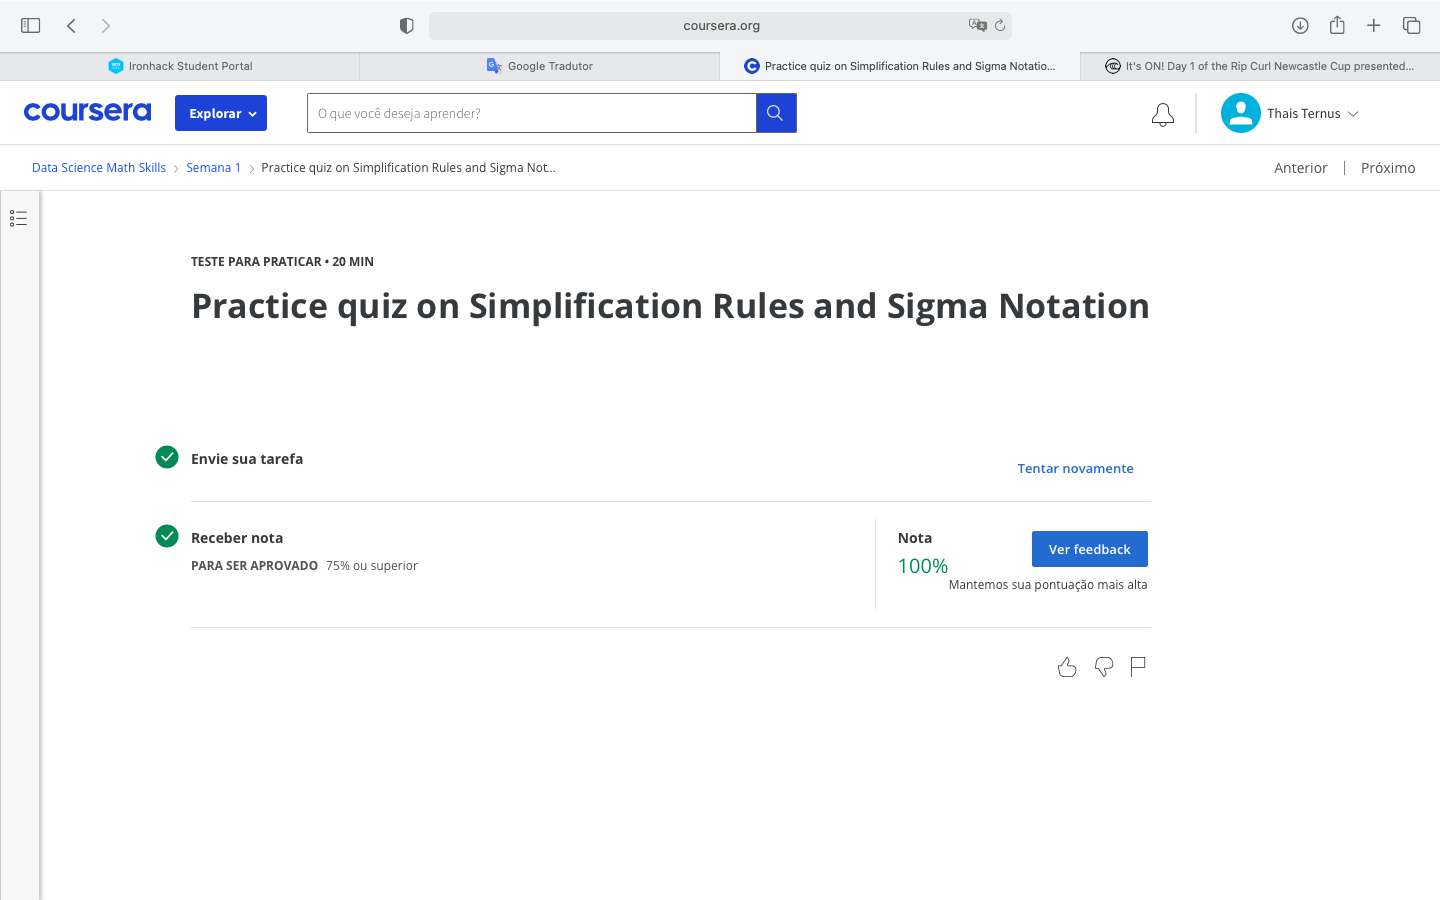 coursera.org
Ironhack Student Portal
Google Tradutor
Practice quiz on Simplification Rules and Sigma Notatio...
It's ON! Day 1 of the Rip Curl Newcastle Cup presented...
coursera
Explorar
O que você deseja aprender?
Thais Ternus
Data Science Math Skills
Semana 1
Practice quiz on Simplification Rules and Sigma Not...
Anterior
Próximo
TESTE PARA PRATICAR • 20 MIN
Practice quiz on Simplification Rules and Sigma Notation
Envie sua tarefa
Tentar novamente
Receber nota
PARA SER APROVADO 75% ou superior
Nota
100%
Ver feedback
Mantemos sua pontuação mais alta